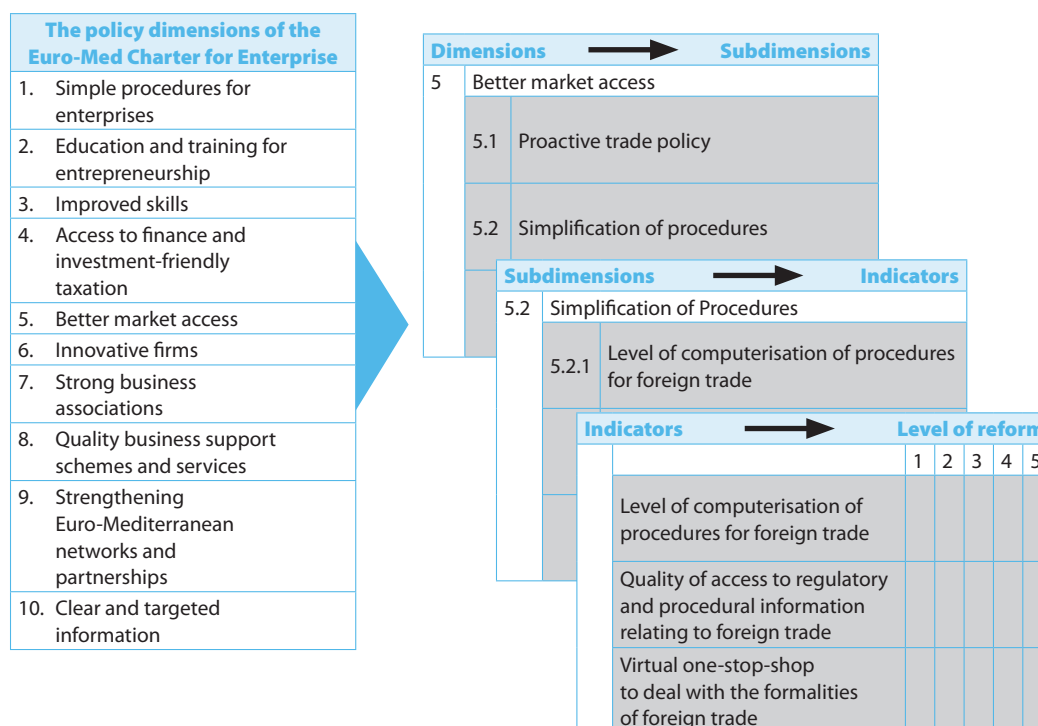 The policy dimensions of the
Euro-Med Charter for Enterprise
1. Simple procedures for
enterprises
2. Education and training for
entrepreneurship
3. Improved skills
4. Access to finance and
investment-friendly
taxation
5. Better market access
6. Innovative firms
7. Strong business
associations
8. Quality business support
schemes and services
9. Strengthening
Euro-Mediterranean
networks and
partnerships
10. Clear and targeted
information
Dimensions Subdimensions
5 Better market access
5.1 Proactive trade policy
5.2 Simplification of procedures
Subdimensions Indicators
5.2 Simplification of Procedures
5.2.1 Level of computerisation of procedures
for foreign trade
Indicators Level of reform
1 2 3 4 5
Level of computerisation of
procedures for foreign trade
Quality of access to regulatory
and procedural information
relating to foreign trade
Virtual one-stop-shop
to deal with the formalities
of foreign trade